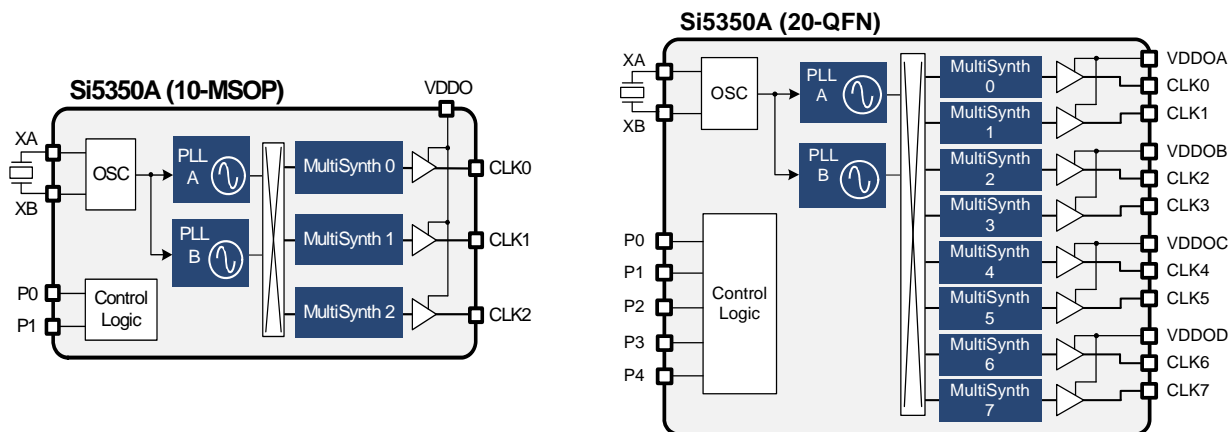 Si5350A (10-MSOP)
VDDO
XA
XB
OSC
PLL
A
PLL
B
MultiSynth 0
MultiSynth 1
MultiSynth 2
CLK0
CLK1
CLK2
P0
P1
Control
Logic
Si5350A (20-QFN)
XA
XB
OSC
PLL
A
PLL
B
P0
P1
P2
P3
P4
Control
Logic
MultiSynth
0
MultiSynth
1
MultiSynth
2
MultiSynth
3
MultiSynth
4
MultiSynth
5
MultiSynth
6
MultiSynth
7
VDDOA
CLK0
CLK1
VDDOB
CLK2
CLK3
VDDOC
CLK4
CLK5
VDDOD
CLK6
CLK7